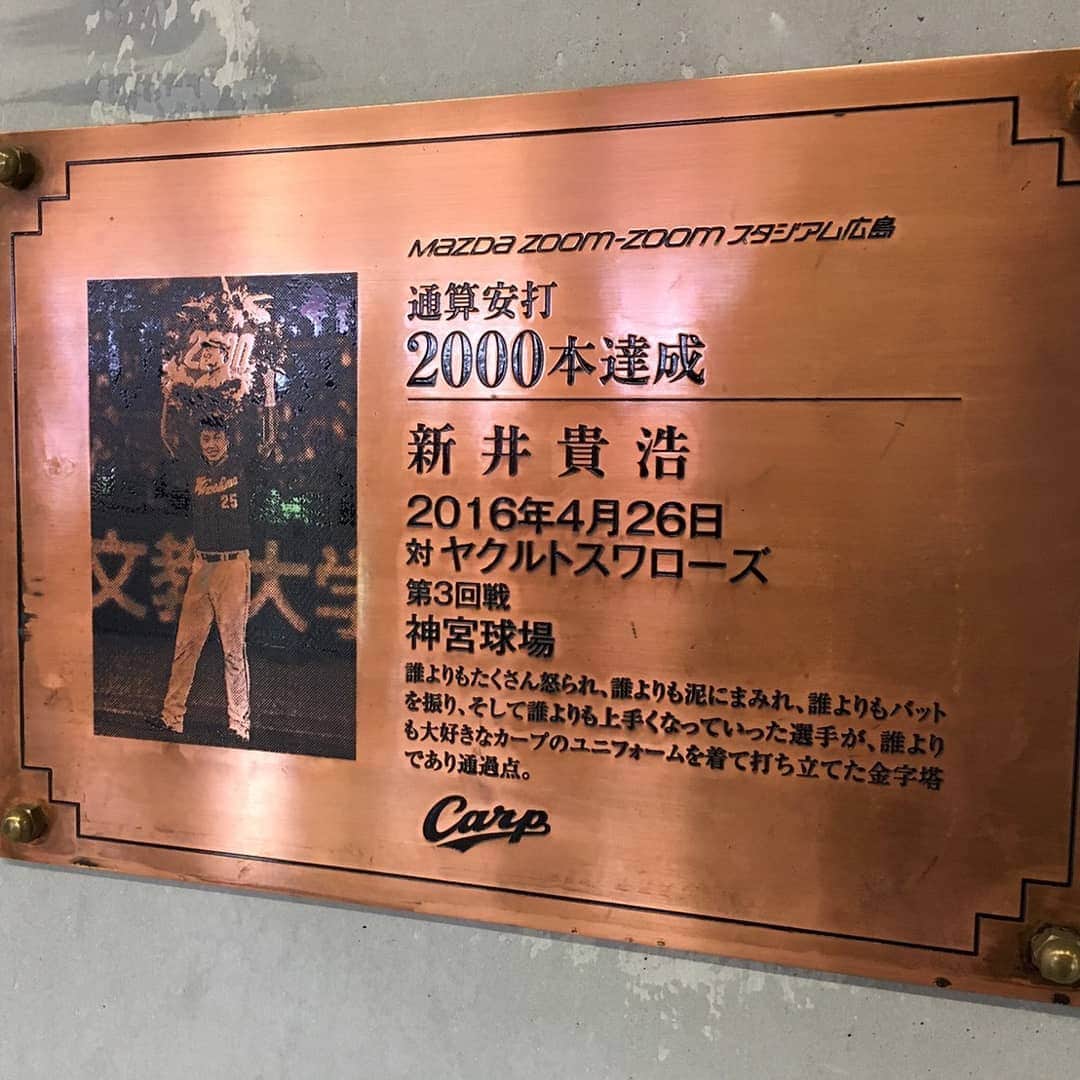 MAZDA ZOOM-ZOOM スタジアム広島
通算安打
2000本達成
新井貴浩
2016年4月26日
対 ヤクルトスワローズ
第3回戦
神宮球場
誰よりもたくさん怒られ、誰よりも泥にまみれ、誰よりもバット
を振り、そして誰よりも上手くなっていった選手が、誰より
も大好きなカープのユニフォームを着て打ち立てた金字塔
であり通過点。
Carp
2000
Hiroshima
25
文教大学